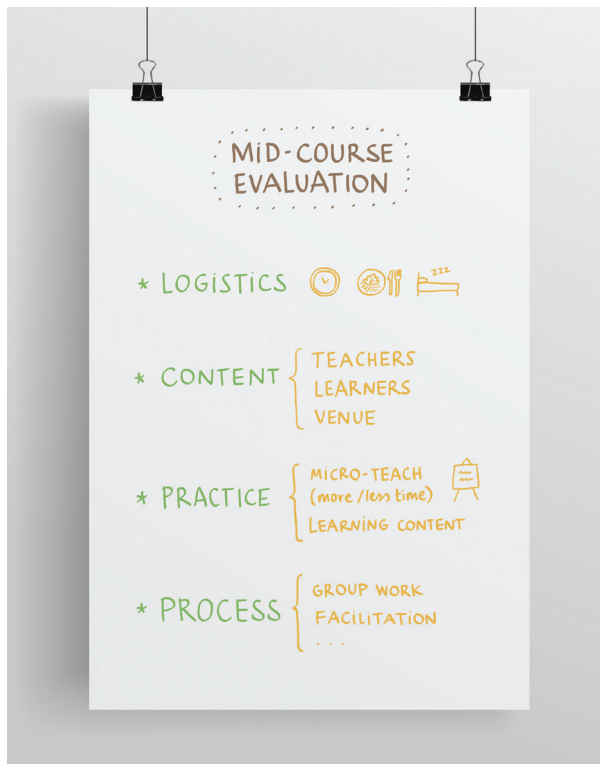 MiD-COURSE
EVALUATION
* LOGiSTiCS
zzz
* CONTENT
TEACHERS
LEARNERS
VENUE
* PRACTiCE
MiCRO-TEACH
(more/less time)
LEARNiNG CONTENT
* PROCESS
GROUP WORK
FACiLiTATiON
...